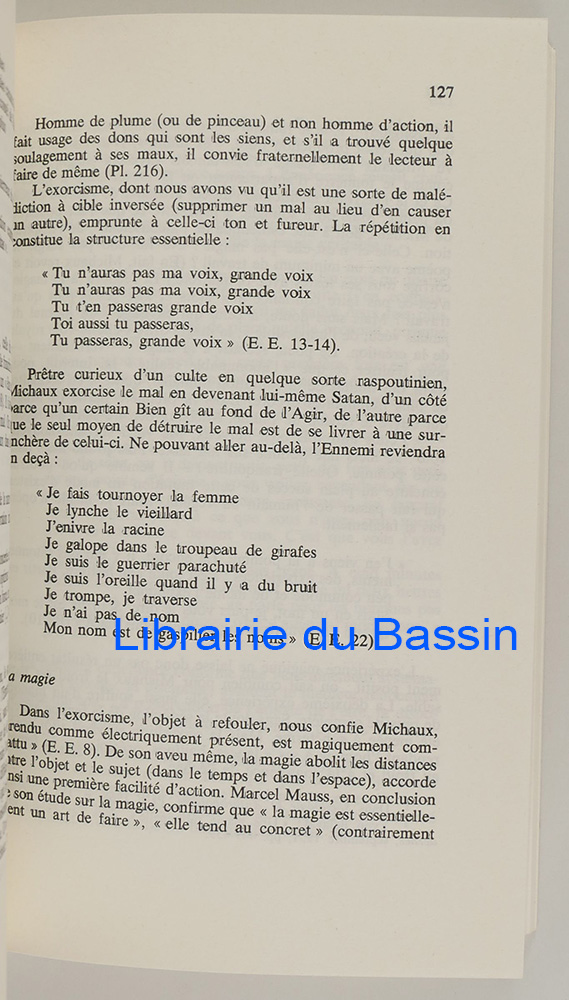 127
Homme de plume (ou de pinceau) et non homme d'action, il
fait usage des dons qui sont les siens, et s'il a trouvé quelque
soulagement à ses maux, il convie fraternellement le lecteur à
faire de même (Pl. 216).
L'exorcisme, dont nous avons vu qu'il est une sorte de malé-
diction à cible inversée (supprimer un mal au lieu d'en causer
un autre), emprunte à celle-ci ton et fureur. La répétition en
constitue la structure essentielle :
« Tu n'auras pas ma voix, grande voix
Tu n'auras pas ma voix, grande voix
Tu t'en passeras grande voix
Toi aussi tu passeras,
Tu passeras, grande voix » (E. E. 13-14).
Prêtre curieux d'un culte en quelque sorte raspoutinien,
Michaux exorcise le mal en devenant lui-même Satan, d'un côté
parce qu'un certain Bien gît au fond de l'Agir, de l'autre parce
que le seul moyen de détruire le mal est de se livrer à une sur-
enchère de celui-ci. Ne pouvant aller au-delà, l'Ennemi reviendra
n deçà :
« Je fais tournoyer la femme
Je lynche le vieillard
J'enivre la racine
Je galope dans le troupeau de girafes
Je suis le guerrier parachuté
Je suis l'oreille quand il y a du bruit
Je trompe, je traverse
Je n'ai pas de nom
Mon nom est de gaspiller les noms » (E. E. 22)
Librairie du Bassin
a magie
Dans l'exorcisme, l'objet à refouler, nous confie Michaux,
rendu comme électriquement présent, est magiquement com-
attu » (E. E. 8). De son aveu même, la magie abolit les distances
ntre l'objet et le sujet (dans le temps et dans l'espace), accorde
nsi une première facilité d'action. Marcel Mauss, en conclusion
e son étude sur la magie, confirme que « la magie est essentielle-
ent un art de faire », « elle tend au concret » (contrairement